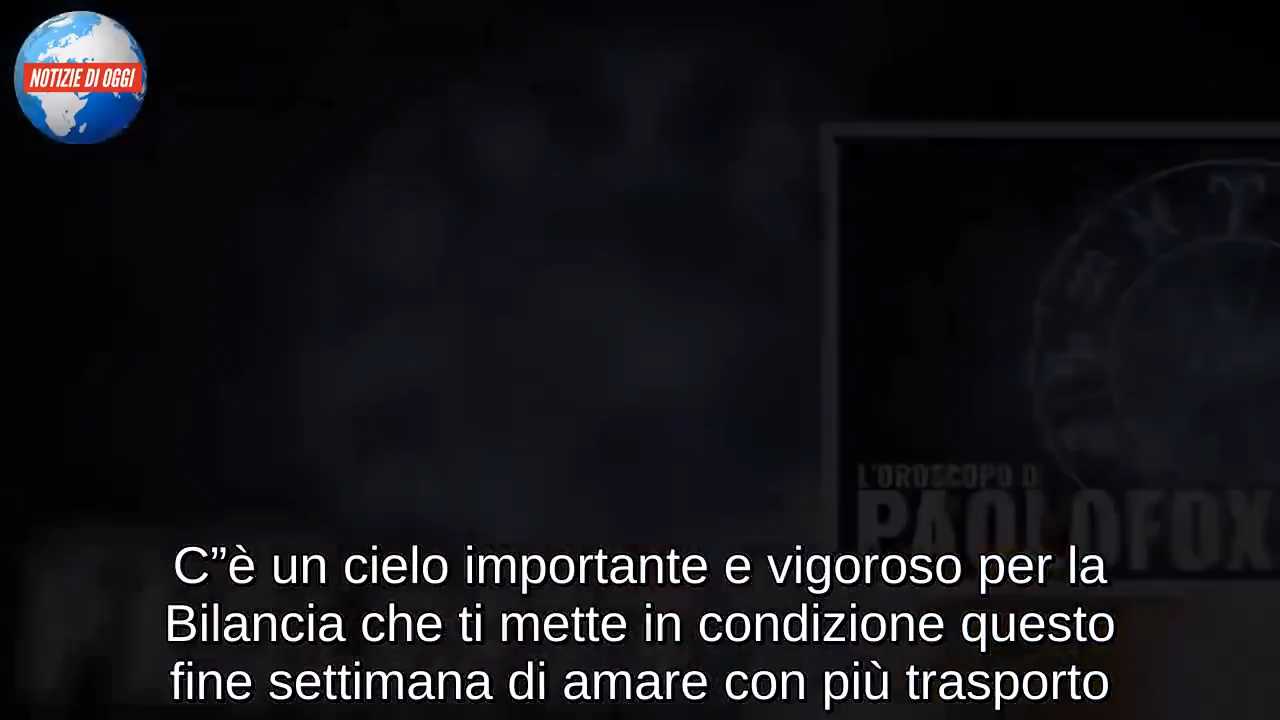 NOTIZIE DI OGGI
L'OROSCOPO DI
PAOLOFOX
C”è un cielo importante e vigoroso per la
Bilancia che ti mette in condizione questo
fine settimana di amare con più trasporto